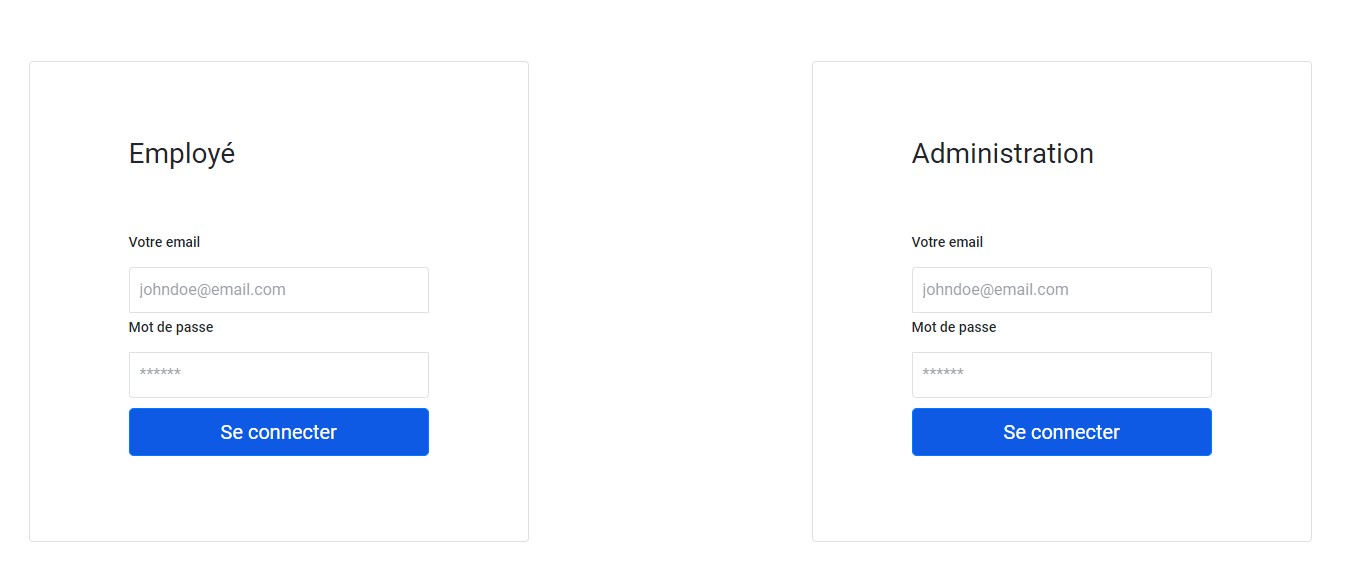 Employé
Votre email
johndoe@email.com
Mot de passe
******
Se connecter
Administration
Votre email
johndoe@email.com
Mot de passe
******
Se connecter